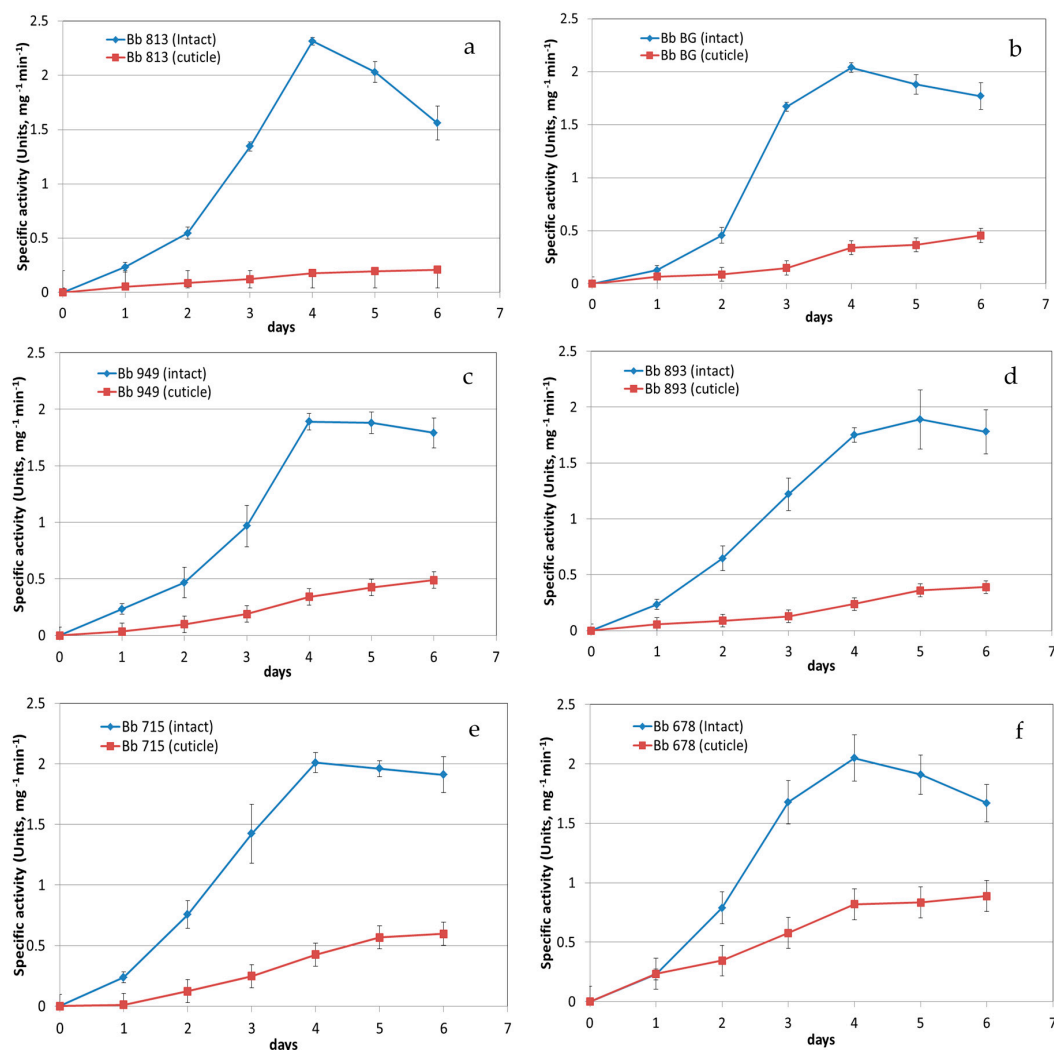 Specific activity (Units, mg⁻¹ min⁻¹)
Bb 813 (Intact)
Bb 813 (cuticle)
a
2.5
2
1.5
1
0.5
0
0 1 2 3 4 5 6 7
days
Specific activity (Units, mg⁻¹ min⁻¹)
Bb BG (intact)
Bb BG (cuticle)
b
2.5
2
1.5
1
0.5
0
0 1 2 3 4 5 6 7
days
Specific activity (Units, mg⁻¹ min⁻¹)
Bb 949 (intact)
Bb 949 (cuticle)
c
2.5
2
1.5
1
0.5
0
0 1 2 3 4 5 6 7
days
Specific activity (Units, mg⁻¹ min⁻¹)
Bb 893 (intact)
Bb 893 (cuticle)
d
2.5
2
1.5
1
0.5
0
0 1 2 3 4 5 6 7
days
Specific activity (Units, mg⁻¹ min⁻¹)
Bb 715 (intact)
Bb 715 (cuticle)
e
2.5
2
1.5
1
0.5
0
0 1 2 3 4 5 6 7
days
Specific activity (Units, mg⁻¹ min⁻¹)
Bb 678 (Intact)
Bb 678 (cuticle)
f
2.5
2
1.5
1
0.5
0
0 1 2 3 4 5 6 7
days